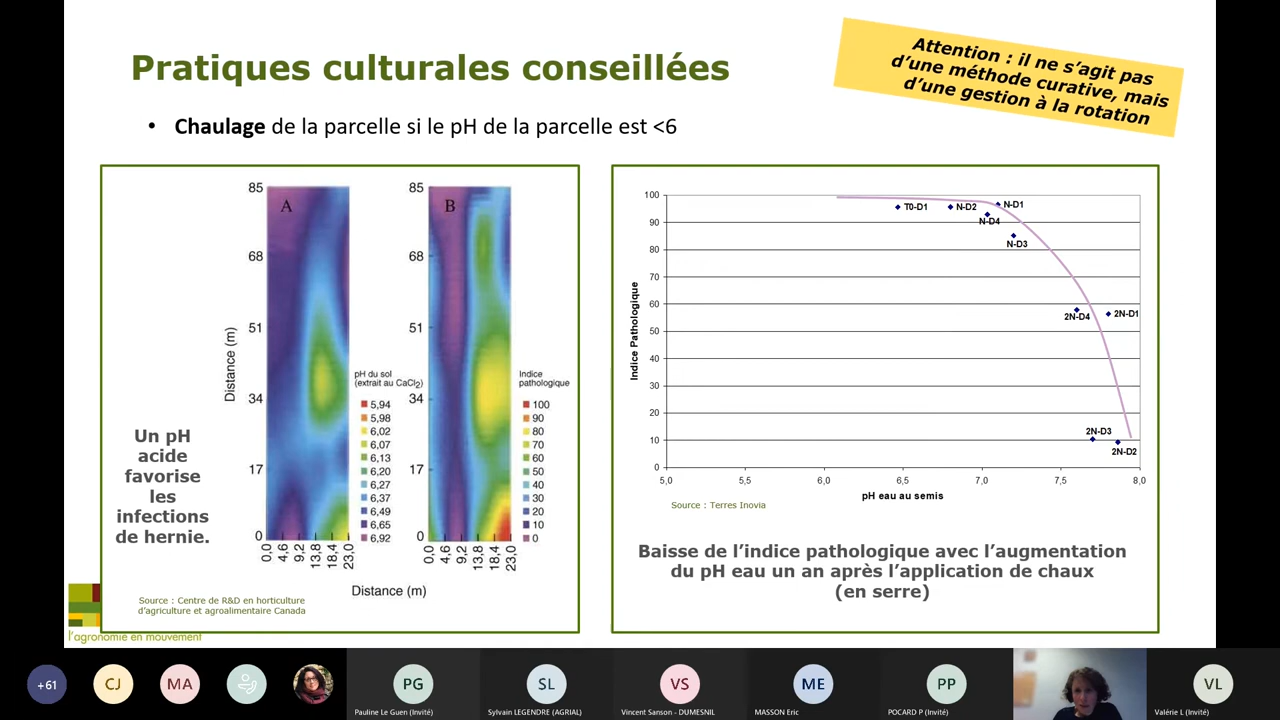 Pratiques culturales conseillées
Attention : il ne s'agit pas
d'une méthode curative, mais
d'une gestion à la rotation
• Chaulage de la parcelle si le pH de la parcelle est <6
Un pH
acide
favorise
les
infections
de hernie.
Distance (m)
85
68
51
34
17
0
A
0,0 4,6 9,2 13,8 18,4 23,0
pH du sol
(extrait au CaCl2)
5,94
5,98
6,02
6,07
6,13
6,20
6,27
6,37
6,49
6,65
6,92
85
68
51
34
17
0
B
0,0 4,6 9,2 13,8 18,4 23,0
Indice
pathologique
100
90
80
70
60
50
40
30
20
10
0
Distance (m)
Source : Centre de R&D en horticulture
d'agriculture et agroalimentaire Canada
l'agronomie en mouvement
Indice Pathologique
100
90
80
70
60
50
40
30
20
10
0
T0-D1
N-D2
N-D1
N-D4
N-D3
2N-D4
2N-D1
2N-D3
2N-D2
5,0 5,5 6,0 6,5 7,0 7,5 8,0
pH eau au semis
Source : Terres Inovia
Baisse de l'indice pathologique avec l'augmentation
du pH eau un an après l'application de chaux
(en serre)
+61
CJ
MA
PG
SL
VS
ME
PP
VL
Pauline Le Guen (Invité)
Sylvain LEGENDRE (AGRIAL)
Vincent Sanson - DUMESNIL
MASSON Eric
POCARD P (Invité)
Valérie L (Invité)